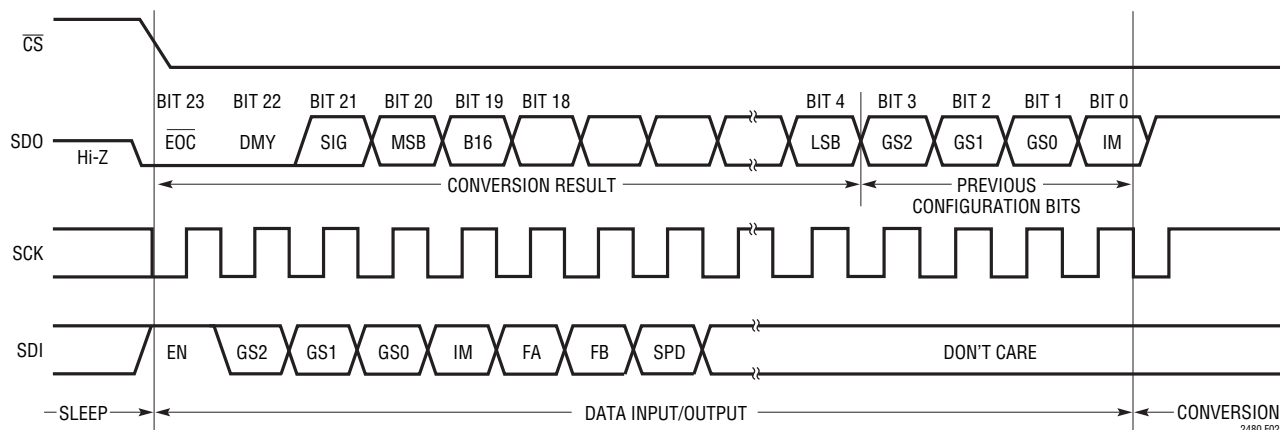 CS
BIT 23 BIT 22 BIT 21 BIT 20 BIT 19 BIT 18 BIT 4 BIT 3 BIT 2 BIT 1 BIT 0
SDO Hi-Z EOC DMY SIG MSB B16 LSB GS2 GS1 GS0 IM
CONVERSION RESULT PREVIOUS
CONFIGURATION BITS
SCK
SDI EN GS2 GS1 GS0 IM FA FB SPD DON'T CARE
SLEEP DATA INPUT/OUTPUT CONVERSION
2480 F02